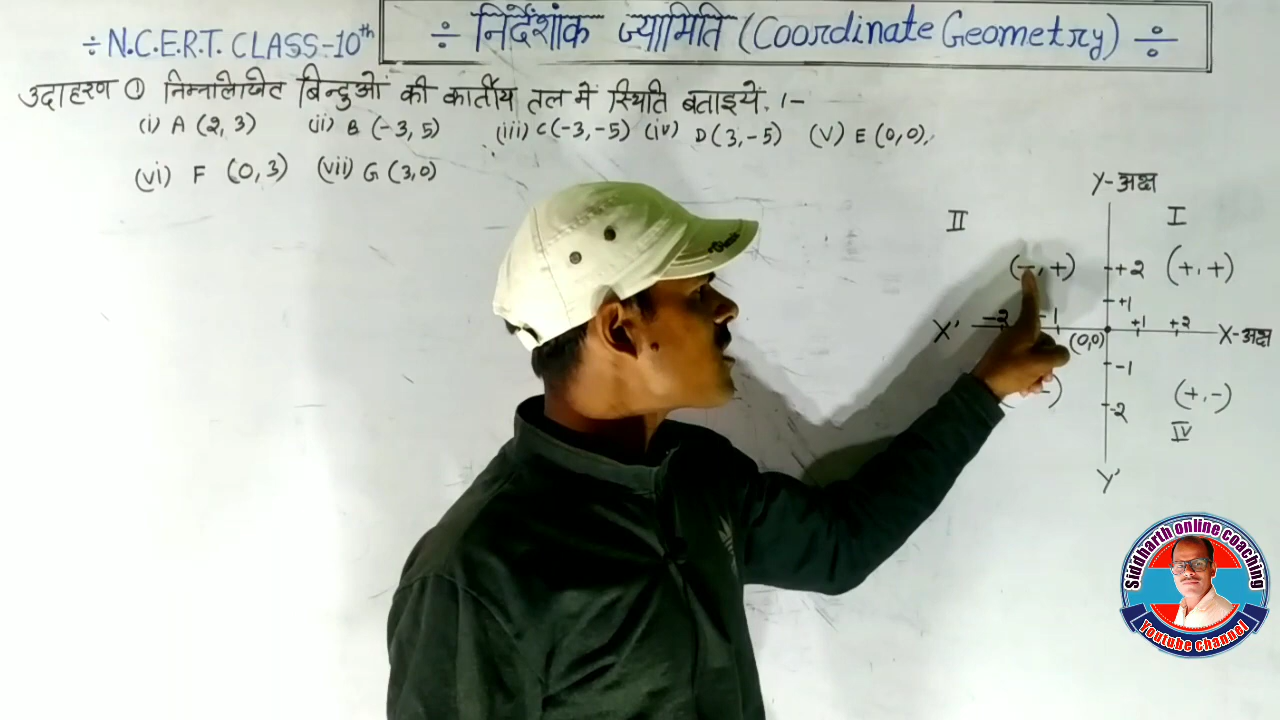 ÷ निर्देशांक ज्यामिति (Coordinate Geometry) ÷
÷ N.C.E.R.T. CLASS-10th
उदाहरण ① निम्नलिखित बिन्दुओं की कार्तीय तल में स्थिति बताइये :-
(i) A (2, 3) (ii) B (-3, 5) (iii) C (-3, -5) (iv) D (3, -5) (V) E (0, 0),
(vi) F (0, 3) (vii) G (3, 0)
Y-अक्ष
II I
(-, +) +2 (+, +)
+1
X' -2 -1 (0,0) +1 +2 X-अक्ष
-1
-) -2 (+, -)
IV
Y'
Siddharth online coaching
Youtube channel